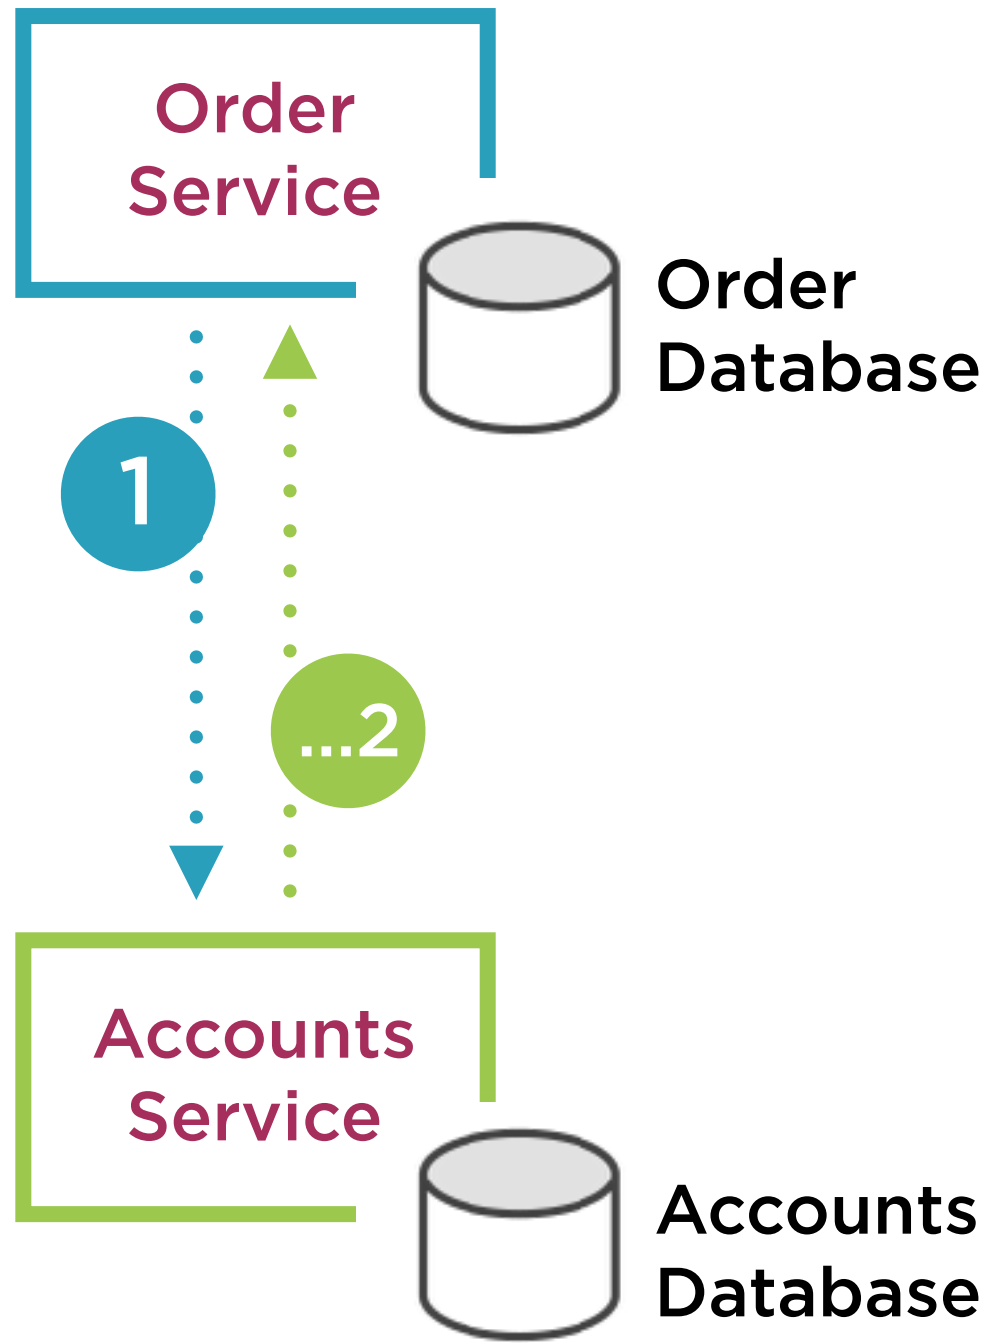 Order
Service
Order
Database
1
...2
Accounts
Service
Accounts
Database